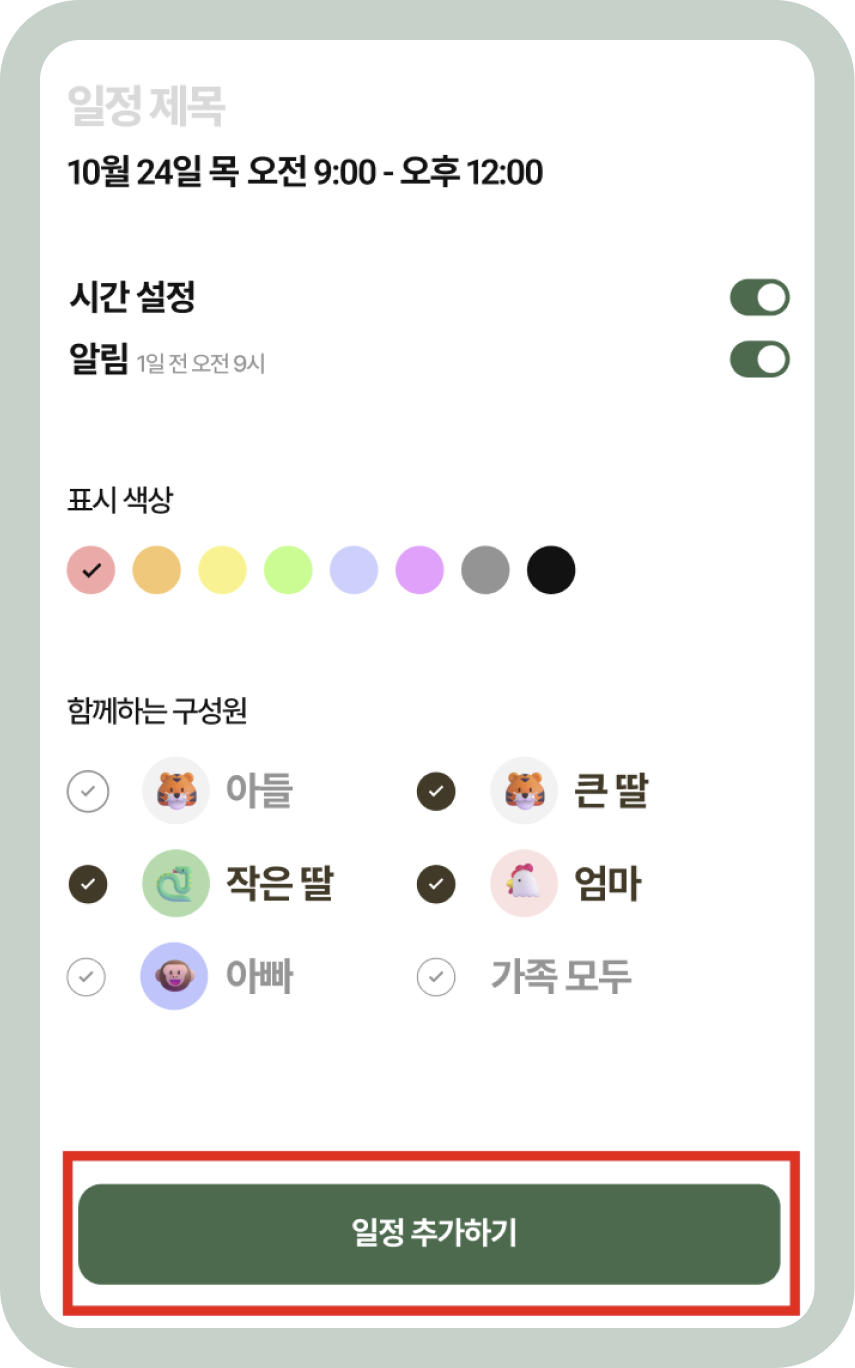 일정 제목
10월 24일 목 오전 9:00 - 오후 12:00
시간 설정
알림 1일 전 오전 9시
표시 색상
함께하는 구성원
아들 큰 딸
작은 딸 엄마
아빠 가족 모두
일정 추가하기